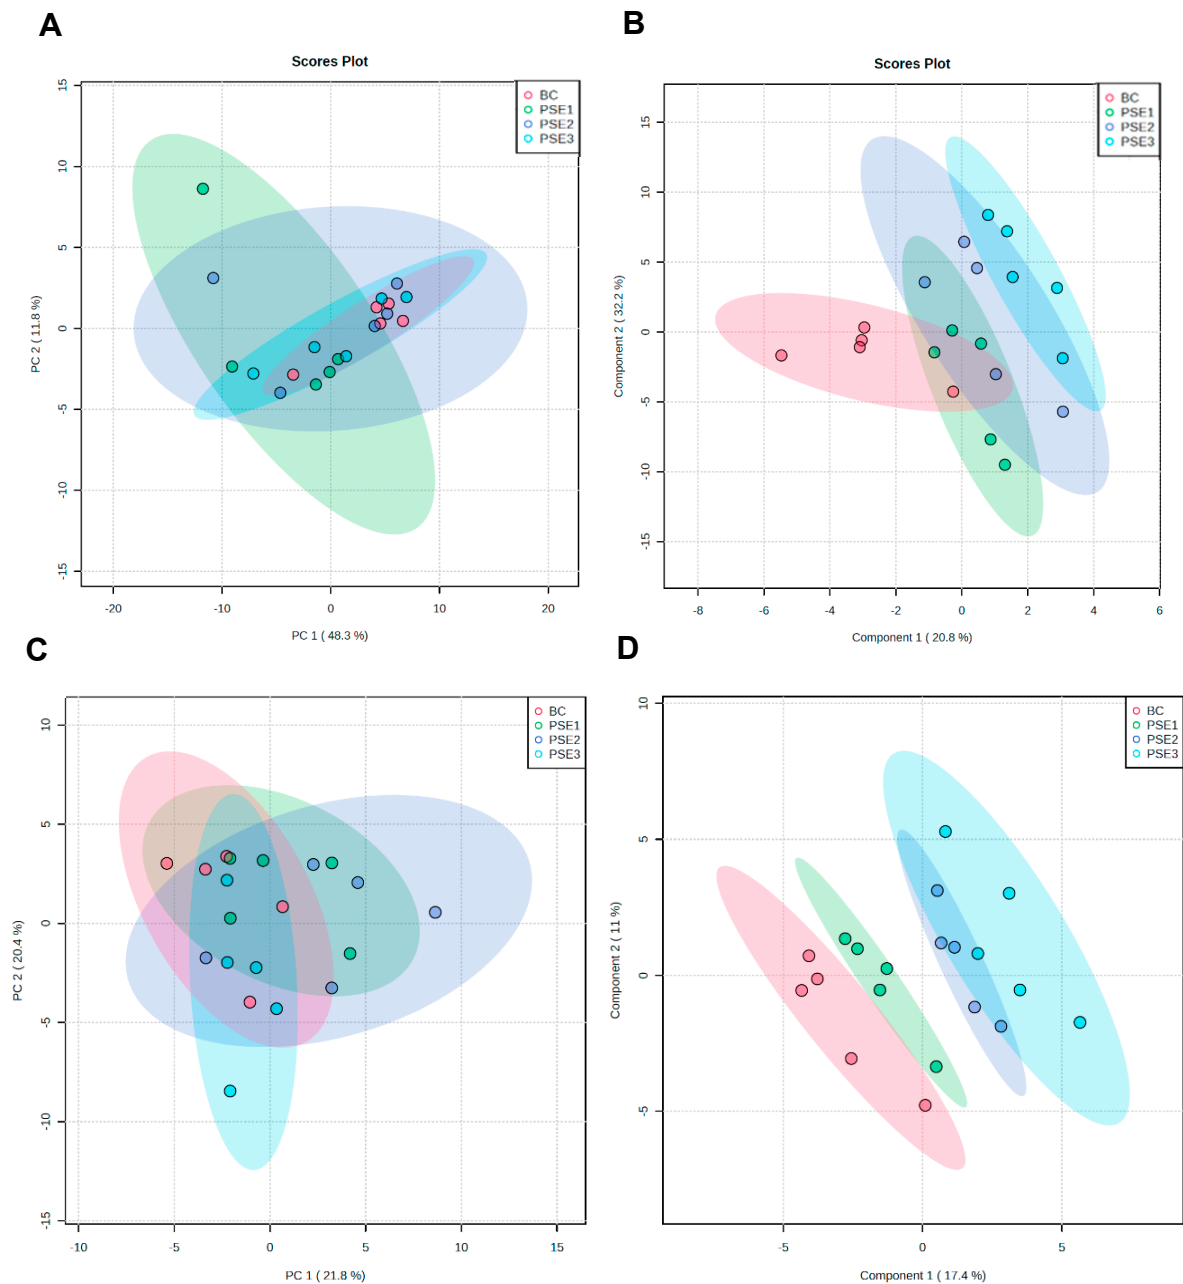 A
Scores Plot
BC
PSE1
PSE2
PSE3
15
10
5
0
-5
-10
-15
PC 2 ( 11.8 %)
-20
-10
0
10
20
PC 1 ( 48.3 %)
B
Scores Plot
BC
PSE1
PSE2
PSE3
15
10
5
0
-5
-10
-15
Component 2 ( 32.2 %)
-8
-6
-4
-2
0
2
4
6
Component 1 ( 20.8 %)
C
BC
PSE1
PSE2
PSE3
10
5
0
-5
-10
-15
PC 2 ( 20.4 %)
-10
-5
0
5
10
15
PC 1 ( 21.8 %)
D
BC
PSE1
PSE2
PSE3
10
5
0
-5
Component 2 ( 11 %)
-5
0
5
Component 1 ( 17.4 %)